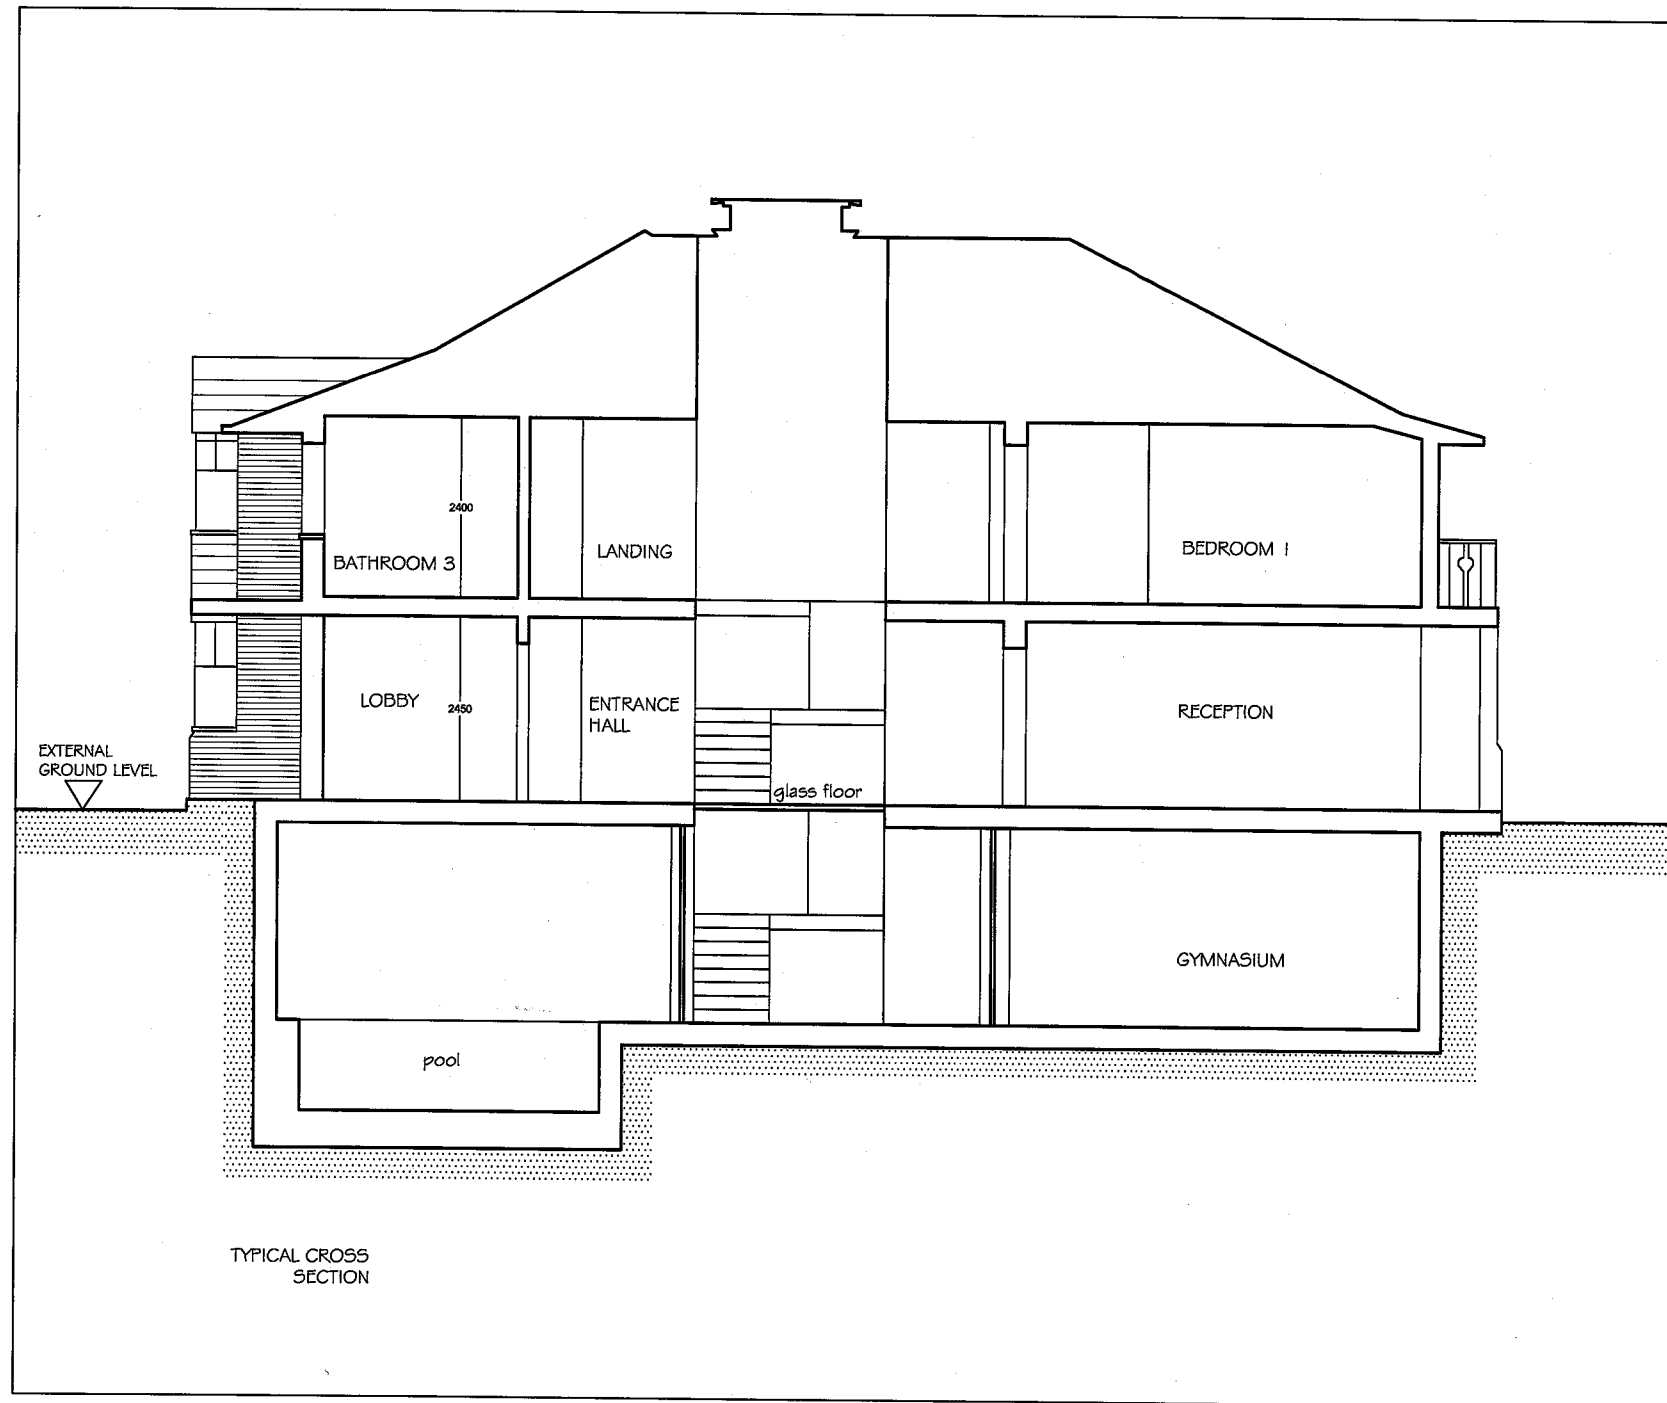 2400
BATHROOM 3
LANDING
BEDROOM 1
LOBBY
2450
ENTRANCE
HALL
RECEPTION
EXTERNAL
GROUND LEVEL
glass floor
GYMNASIUM
pool
TYPICAL CROSS
SECTION